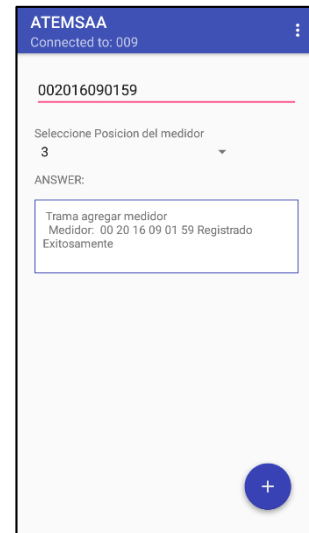 ATEMSAA
Connected to: 009
002016090159
Seleccione Posicion del medidor
3
ANSWER:
Trama agregar medidor
Medidor: 00 20 16 09 01 59 Registrado
Exitosamente
+